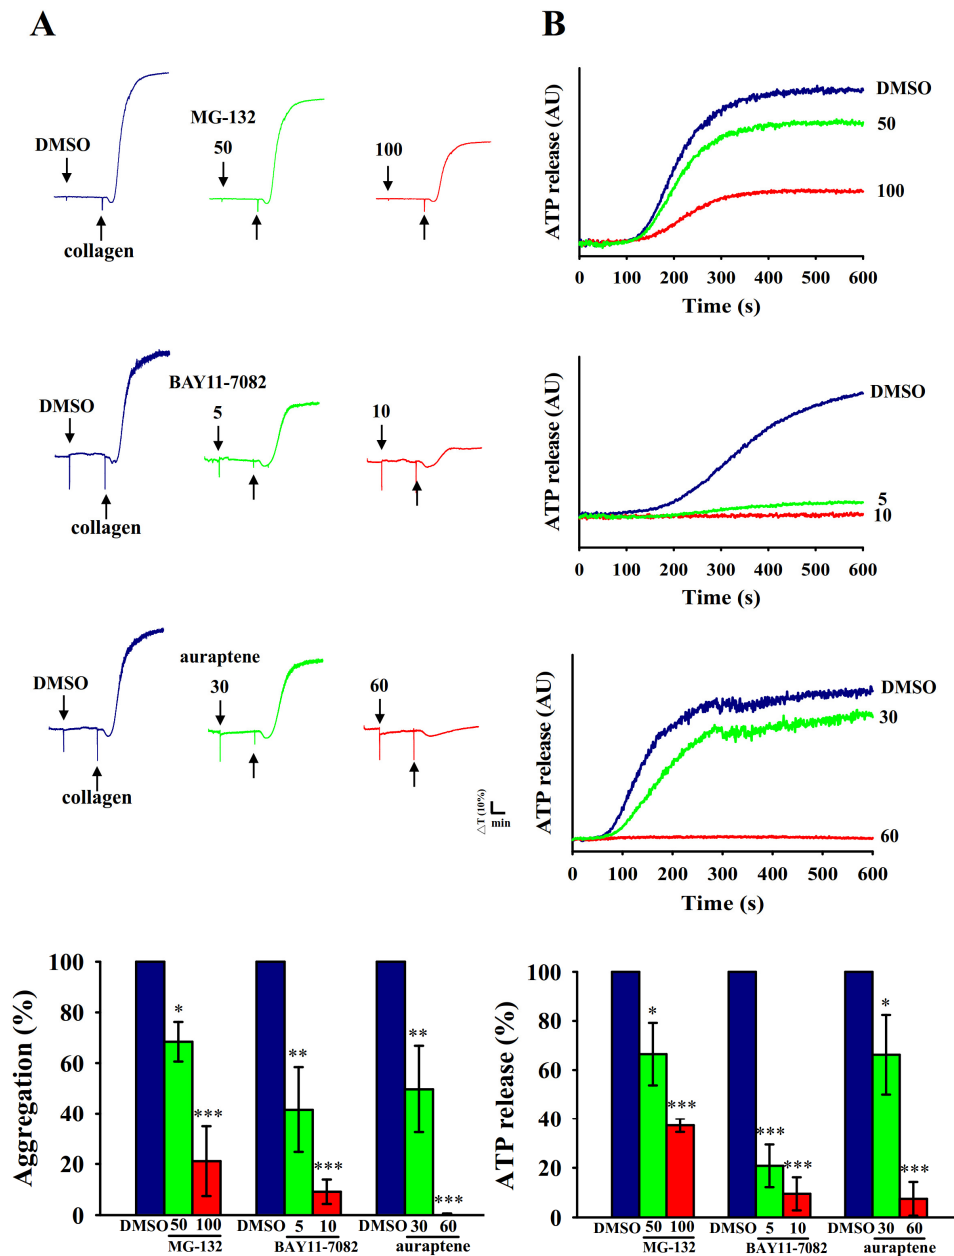 A
B
DMSO
MG-132
50
100
collagen
ATP release (AU)
DMSO
50
100
0 100 200 300 400 500 600
Time (s)
DMSO
BAY11-7082
5
10
collagen
ATP release (AU)
DMSO
5
10
0 100 200 300 400 500 600
Time (s)
DMSO
auraptene
30
60
collagen
△T (10%)
min
ATP release (AU)
DMSO
30
60
0 100 200 300 400 500 600
Time (s)
Aggregation (%)
100
80
60
40
20
0
* *** ** *** ** ***
DMSO 50 100 DMSO 5 10 DMSO 30 60
MG-132 BAY11-7082 auraptene
ATP release (%)
100
80
60
40
20
0
* *** *** *** * ***
DMSO 50 100 DMSO 5 10 DMSO 30 60
MG-132 BAY11-7082 auraptene